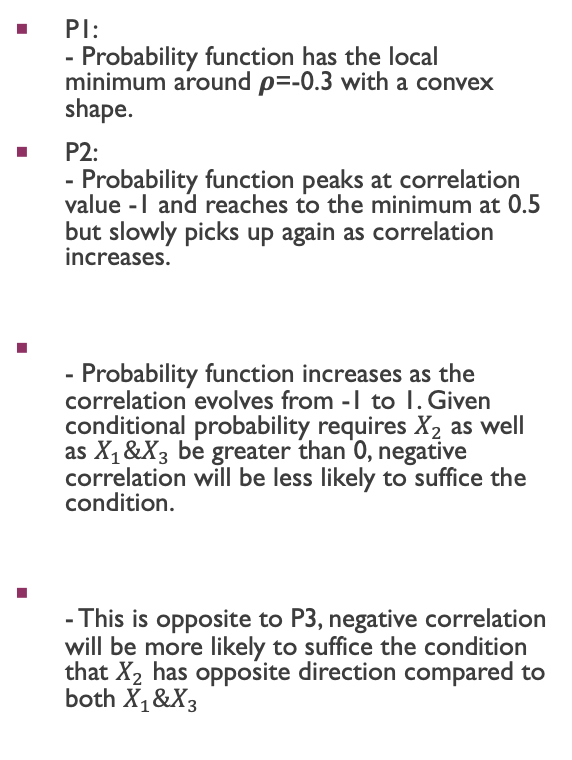 P1:
- Probability function has the local
minimum around ρ=-0.3 with a convex
shape.
P2:
- Probability function peaks at correlation
value -1 and reaches to the minimum at 0.5
but slowly picks up again as correlation
increases.
- Probability function increases as the
correlation evolves from -1 to 1. Given
conditional probability requires X₂ as well
as X₁&X₃ be greater than 0, negative
correlation will be less likely to suffice the
condition.
- This is opposite to P3, negative correlation
will be more likely to suffice the condition
that X₂ has opposite direction compared to
both X₁&X₃